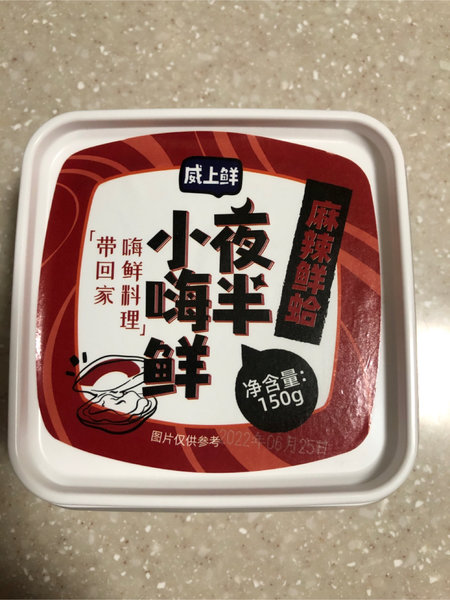 威上鲜
麻辣鲜蛤
夜半
小嗨鲜
嗨鲜料理」
「带回家
净含量:
150g
图片仅供参考
2022年06月25日